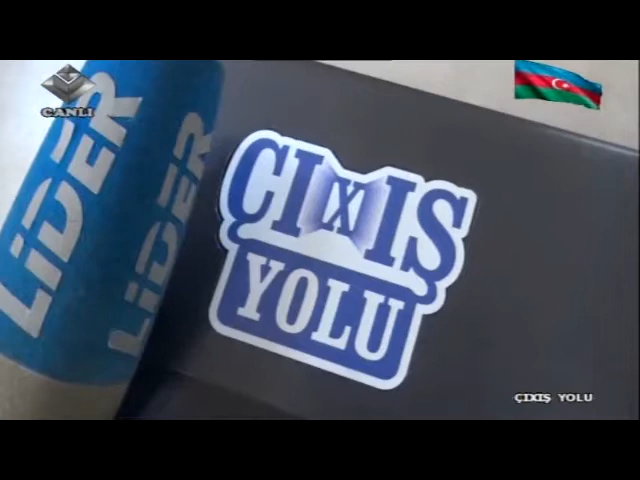 CANLI
LİDER
LİDER
ÇIXIŞ
YOLU
ÇIXIŞ YOLU